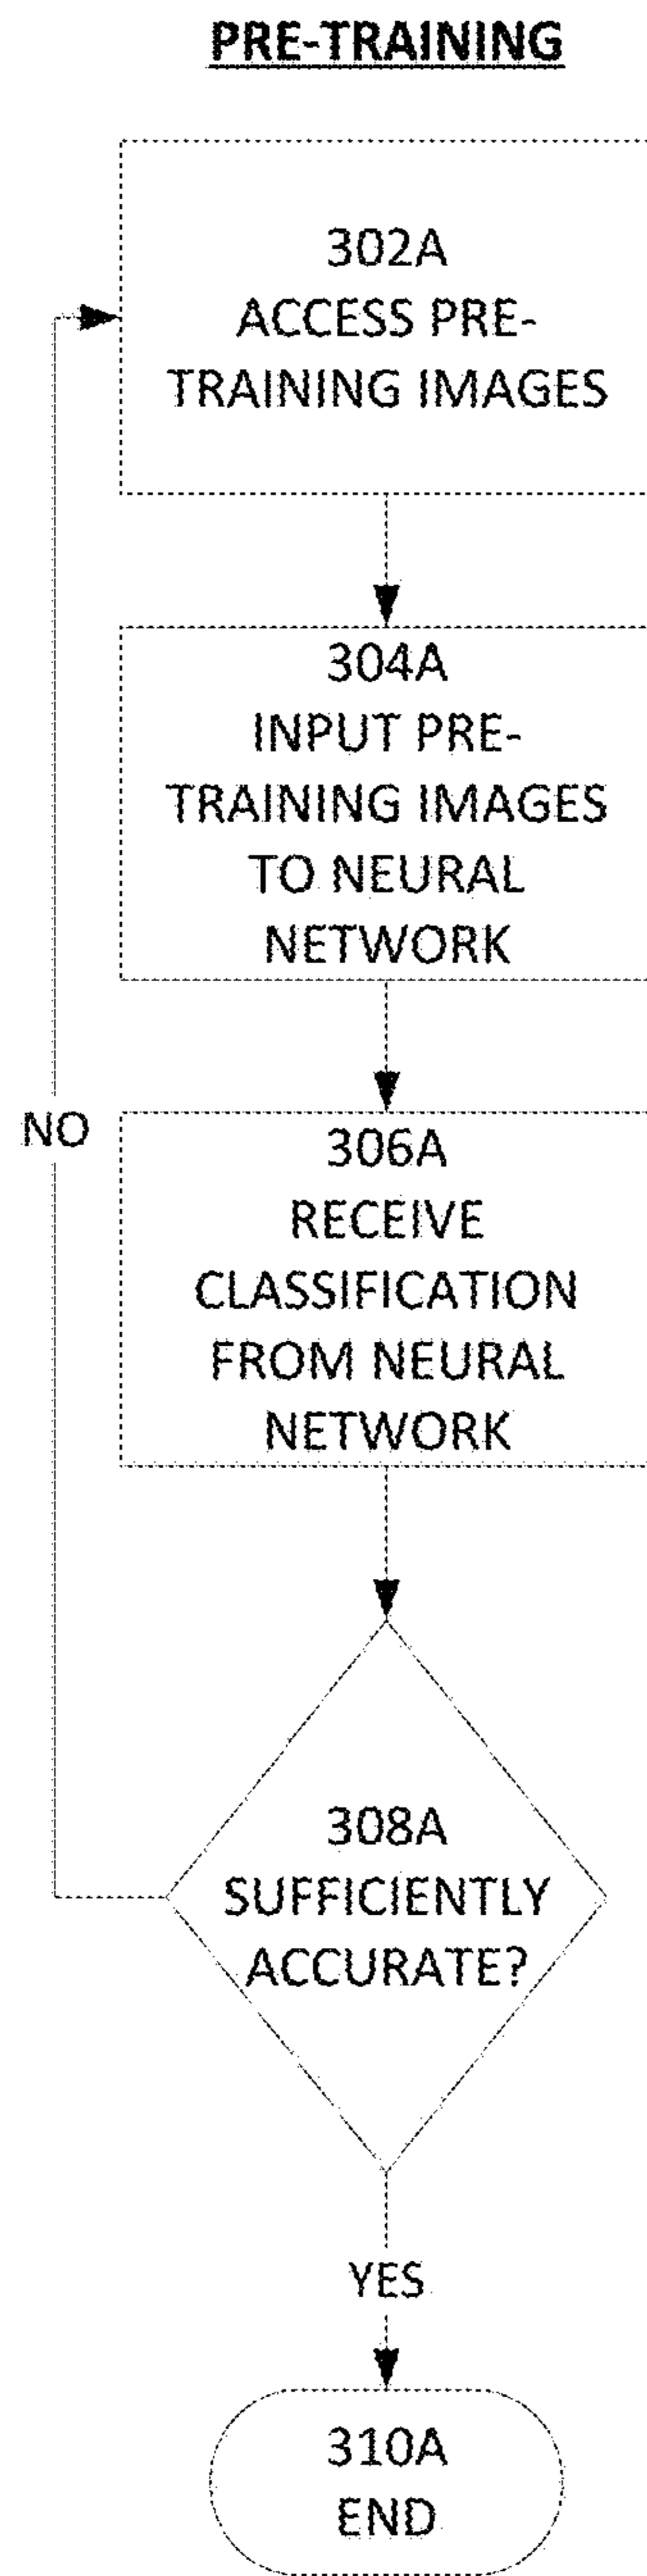 PRE-TRAINING
302A
ACCESS PRE-
TRAINING IMAGES
304A
INPUT PRE-
TRAINING IMAGES
TO NEURAL
NETWORK
NO
306A
RECEIVE
CLASSIFICATION
FROM NEURAL
NETWORK
308A
SUFFICIENTLY
ACCURATE?
YES
310A
END